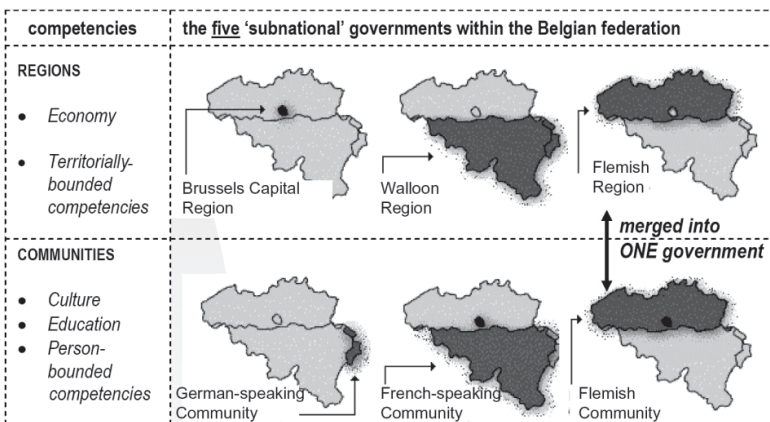 competencies
the five ‘subnational’ governments within the Belgian federation
REGIONS
• Economy
• Territorially-
bounded
competencies
Brussels Capital
Region
Walloon
Region
Flemish
Region
merged into
ONE government
COMMUNITIES
• Culture
• Education
• Person-
bounded
competencies
German-speaking
Community
French-speaking
Community
Flemish
Community